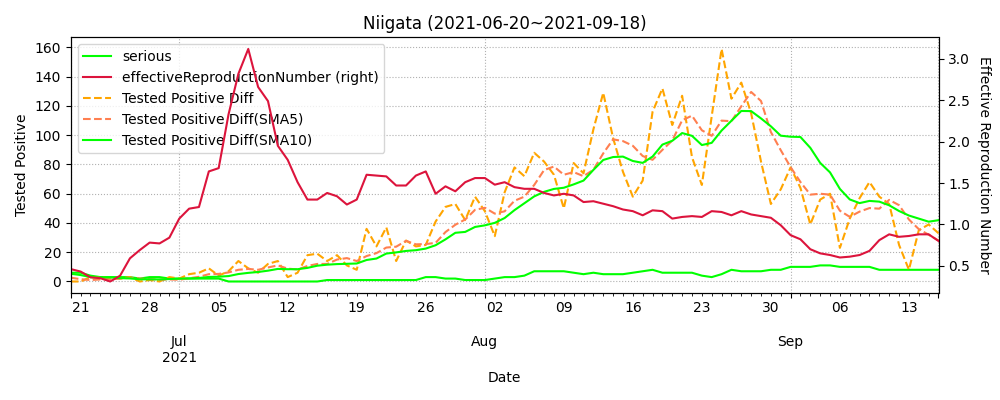 Niigata (2021-06-20~2021-09-18)
serious
effectiveReproductionNumber (right)
Tested Positive Diff
Tested Positive Diff(SMA5)
Tested Positive Diff(SMA10)
Tested Positive
160
140
120
100
80
60
40
20
0
3.0
2.5
2.0
1.5
1.0
0.5
Effective Reproduction Number
21 28 05 12 19 26 02 09 16 23 30 06 13
Jul Aug Sep
2021
Date